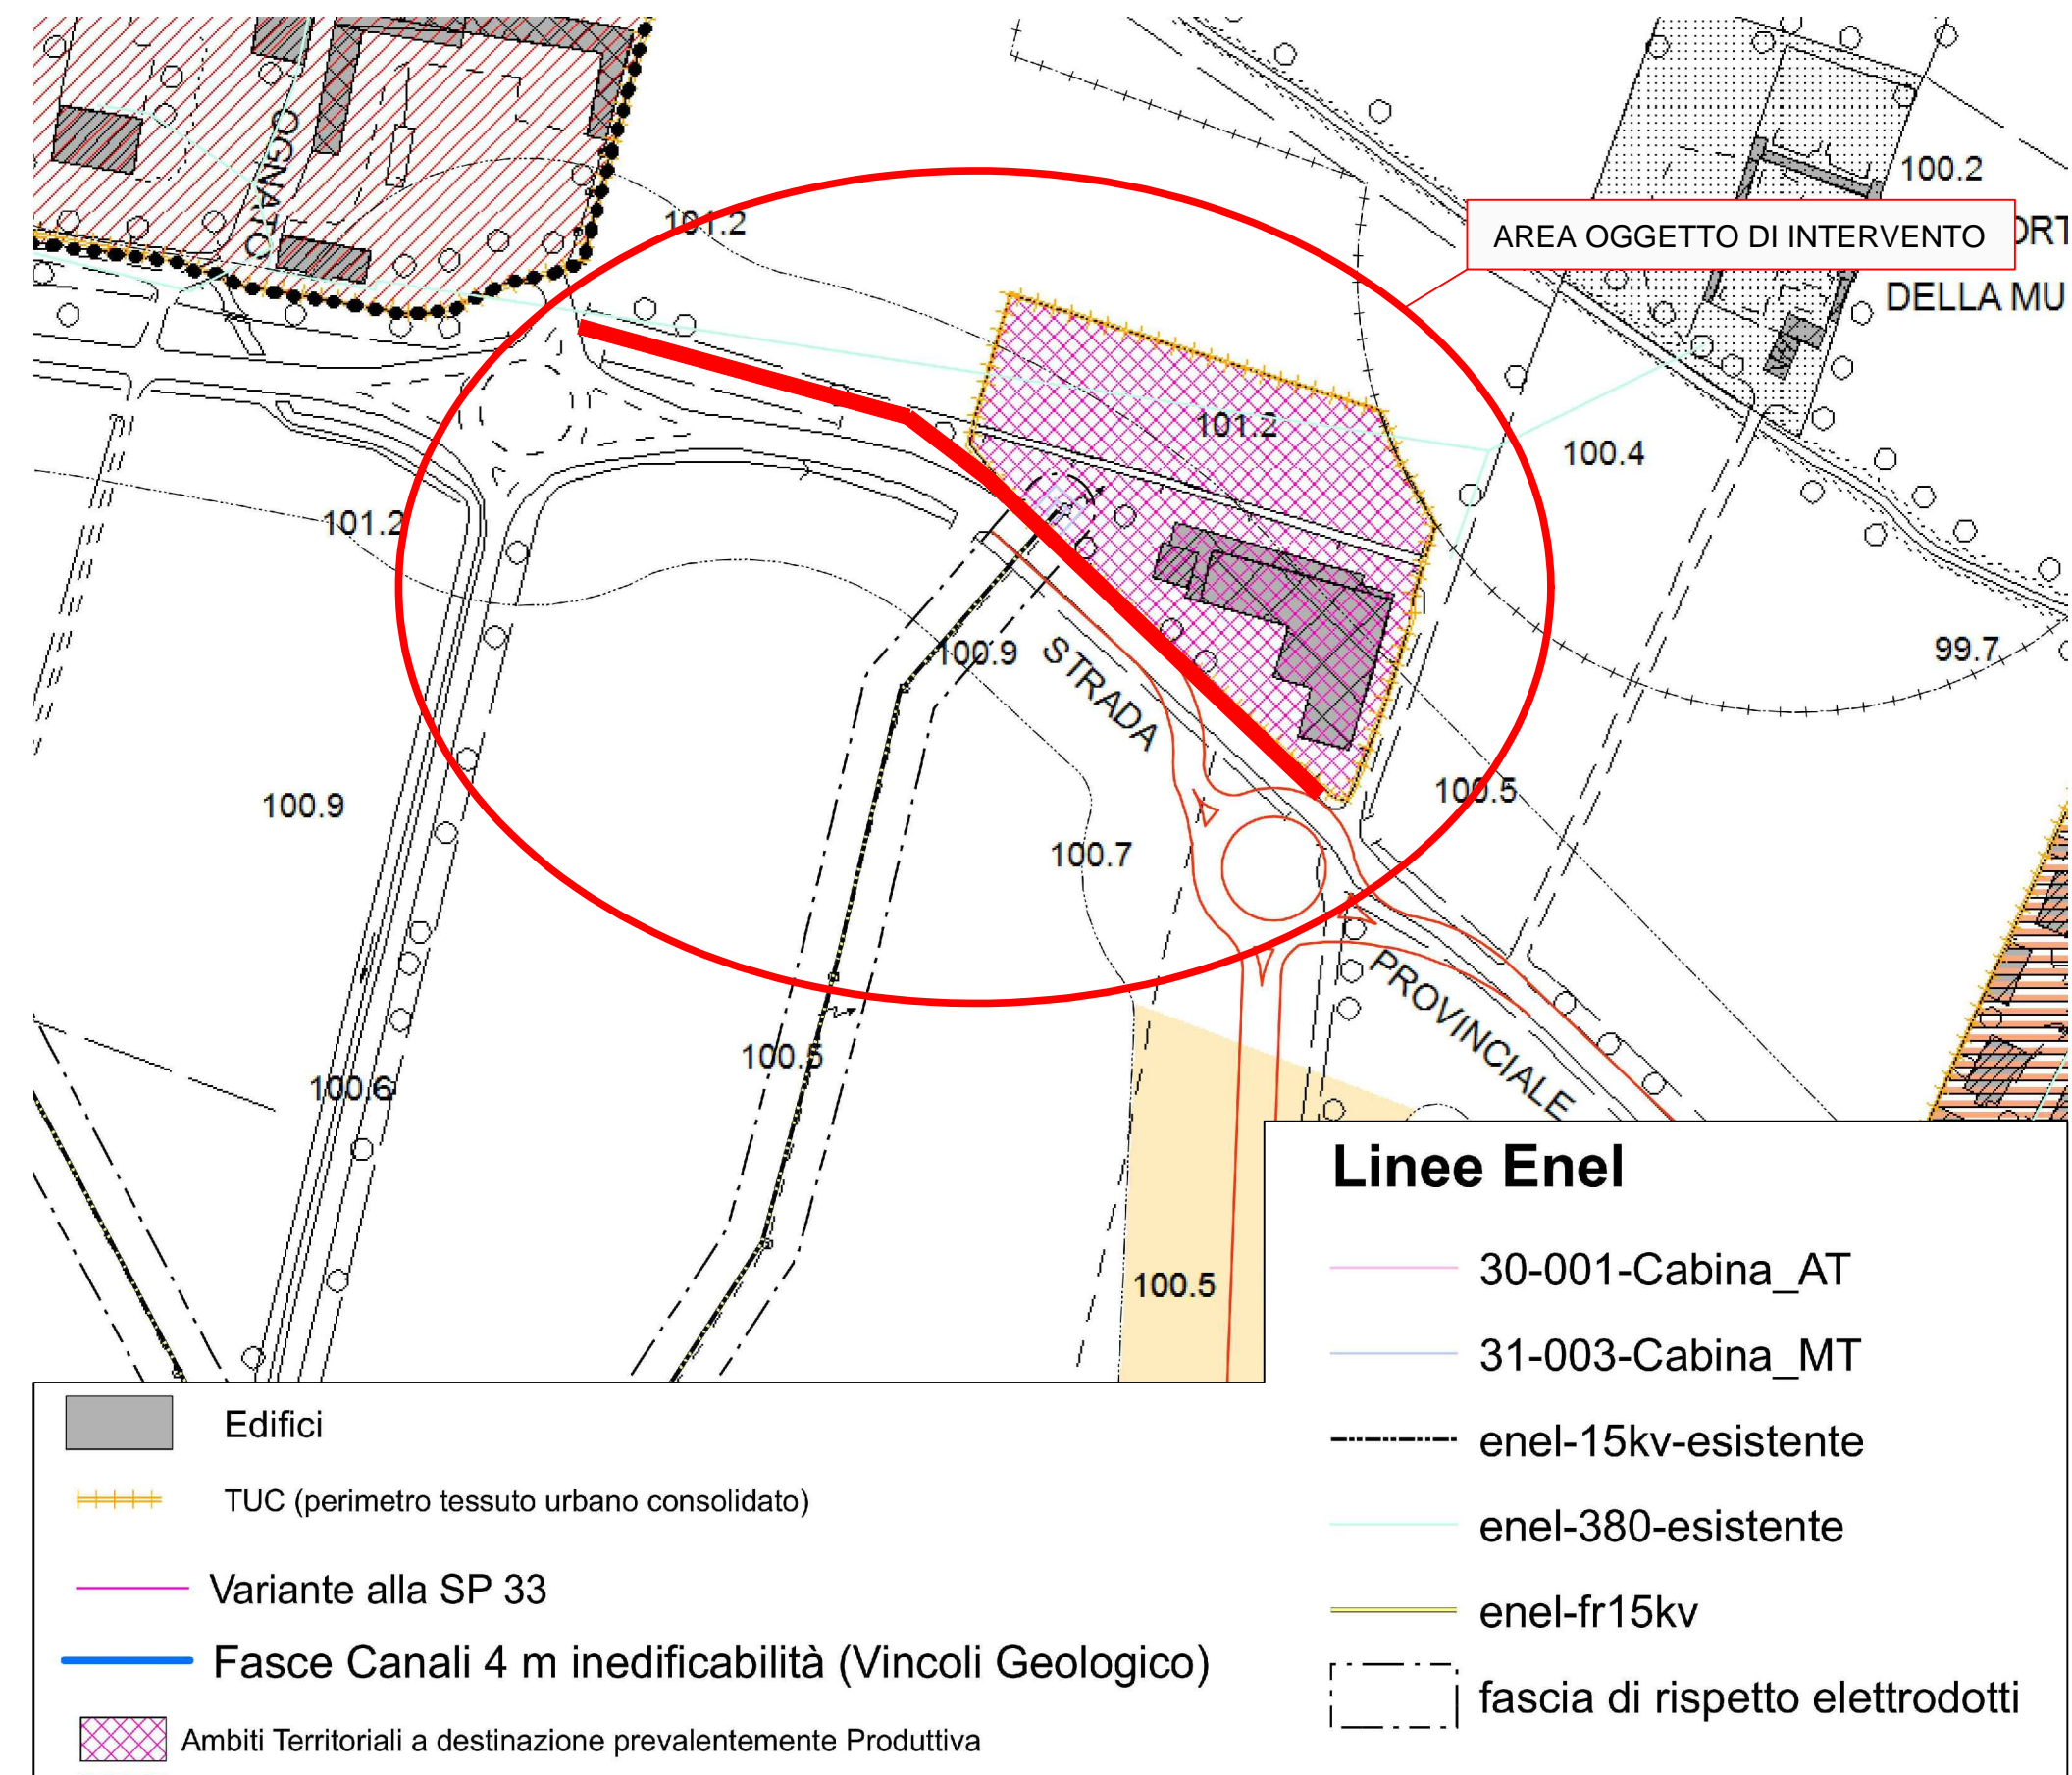 OGNATO
101.2
100.2
AREA OGGETTO DI INTERVENTO
ORT
DELLA MU
101.2
100.4
101.2
100.9
STRADA
99.7
100.9
100.5
100.7
PROVINCIALE
100.5
100.6
100.5
Linee Enel
30-001-Cabina_AT
31-003-Cabina_MT
enel-15kv-esistente
enel-380-esistente
enel-fr15kv
fascia di rispetto elettrodotti
Edifici
TUC (perimetro tessuto urbano consolidato)
Variante alla SP 33
Fasce Canali 4 m inedificabilità (Vincoli Geologico)
Ambiti Territoriali a destinazione prevalentemente Produttiva